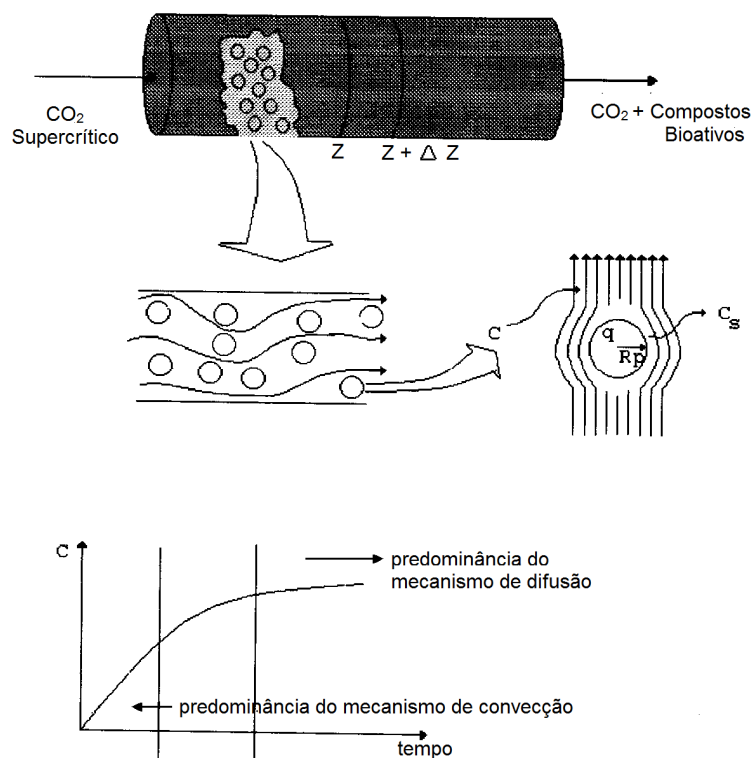 CO₂
Supercrítico
CO₂ + Compostos
Bioativos
Z
Z + Δ Z
C
q
Rp
Cs
C
predominância do
mecanismo de difusão
predominância do mecanismo de convecção
tempo